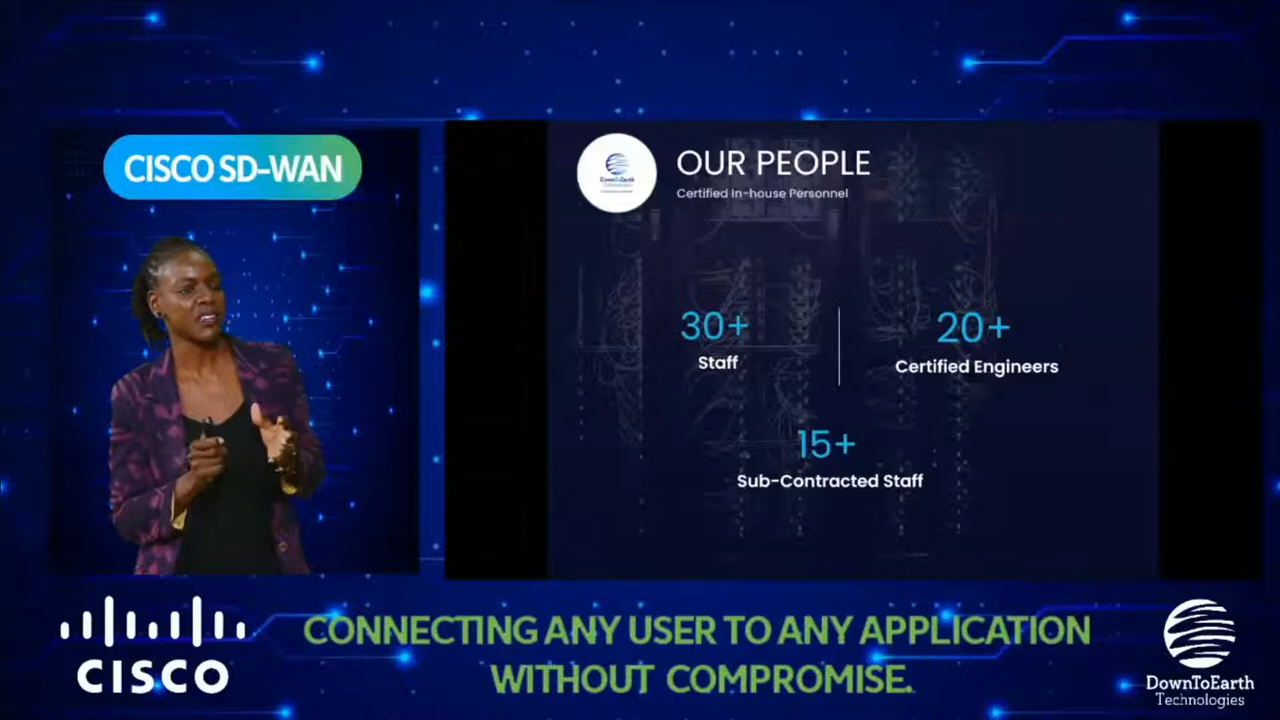 CISCO SD-WAN
DownToEarth
OUR PEOPLE
Certified In-house Personnel
30+
Staff
20+
Certified Engineers
15+
Sub-Contracted Staff
CISCO
CONNECTING ANY USER TO ANY APPLICATION
WITHOUT COMPROMISE.
DownToEarth
Technologies